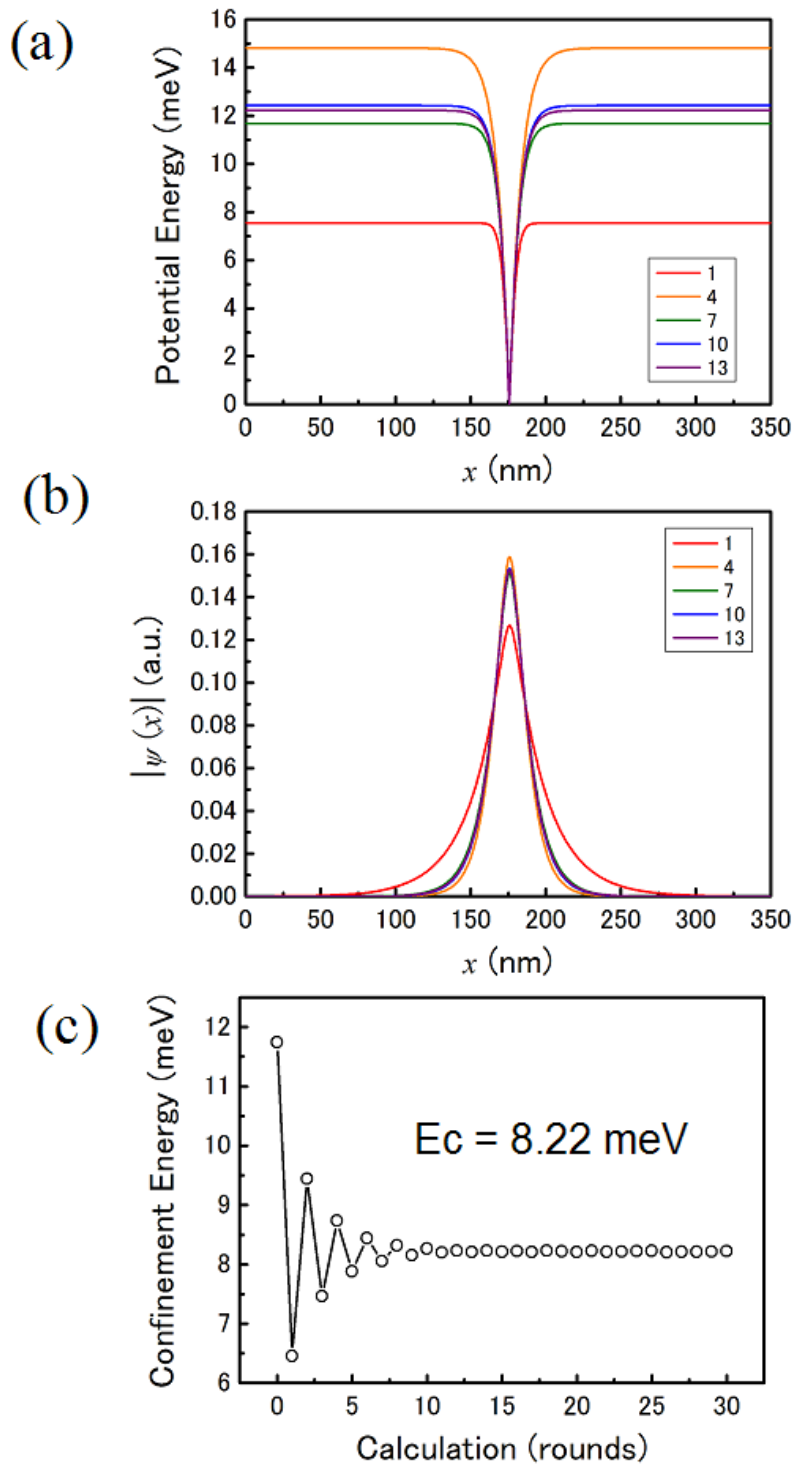 (a)
Potential Energy (meV)
16
14
12
10
8
6
4
2
0
1
4
7
10
13
0 50 100 150 200 250 300 350
x (nm)
(b)
|ψ(x)| (a.u.)
0.18
0.16
0.14
0.12
0.10
0.08
0.06
0.04
0.02
0.00
1
4
7
10
13
0 50 100 150 200 250 300 350
x (nm)
(c)
Confinement Energy (meV)
12
11
10
9
8
7
6
Ec = 8.22 meV
0 5 10 15 20 25 30
Calculation (rounds)